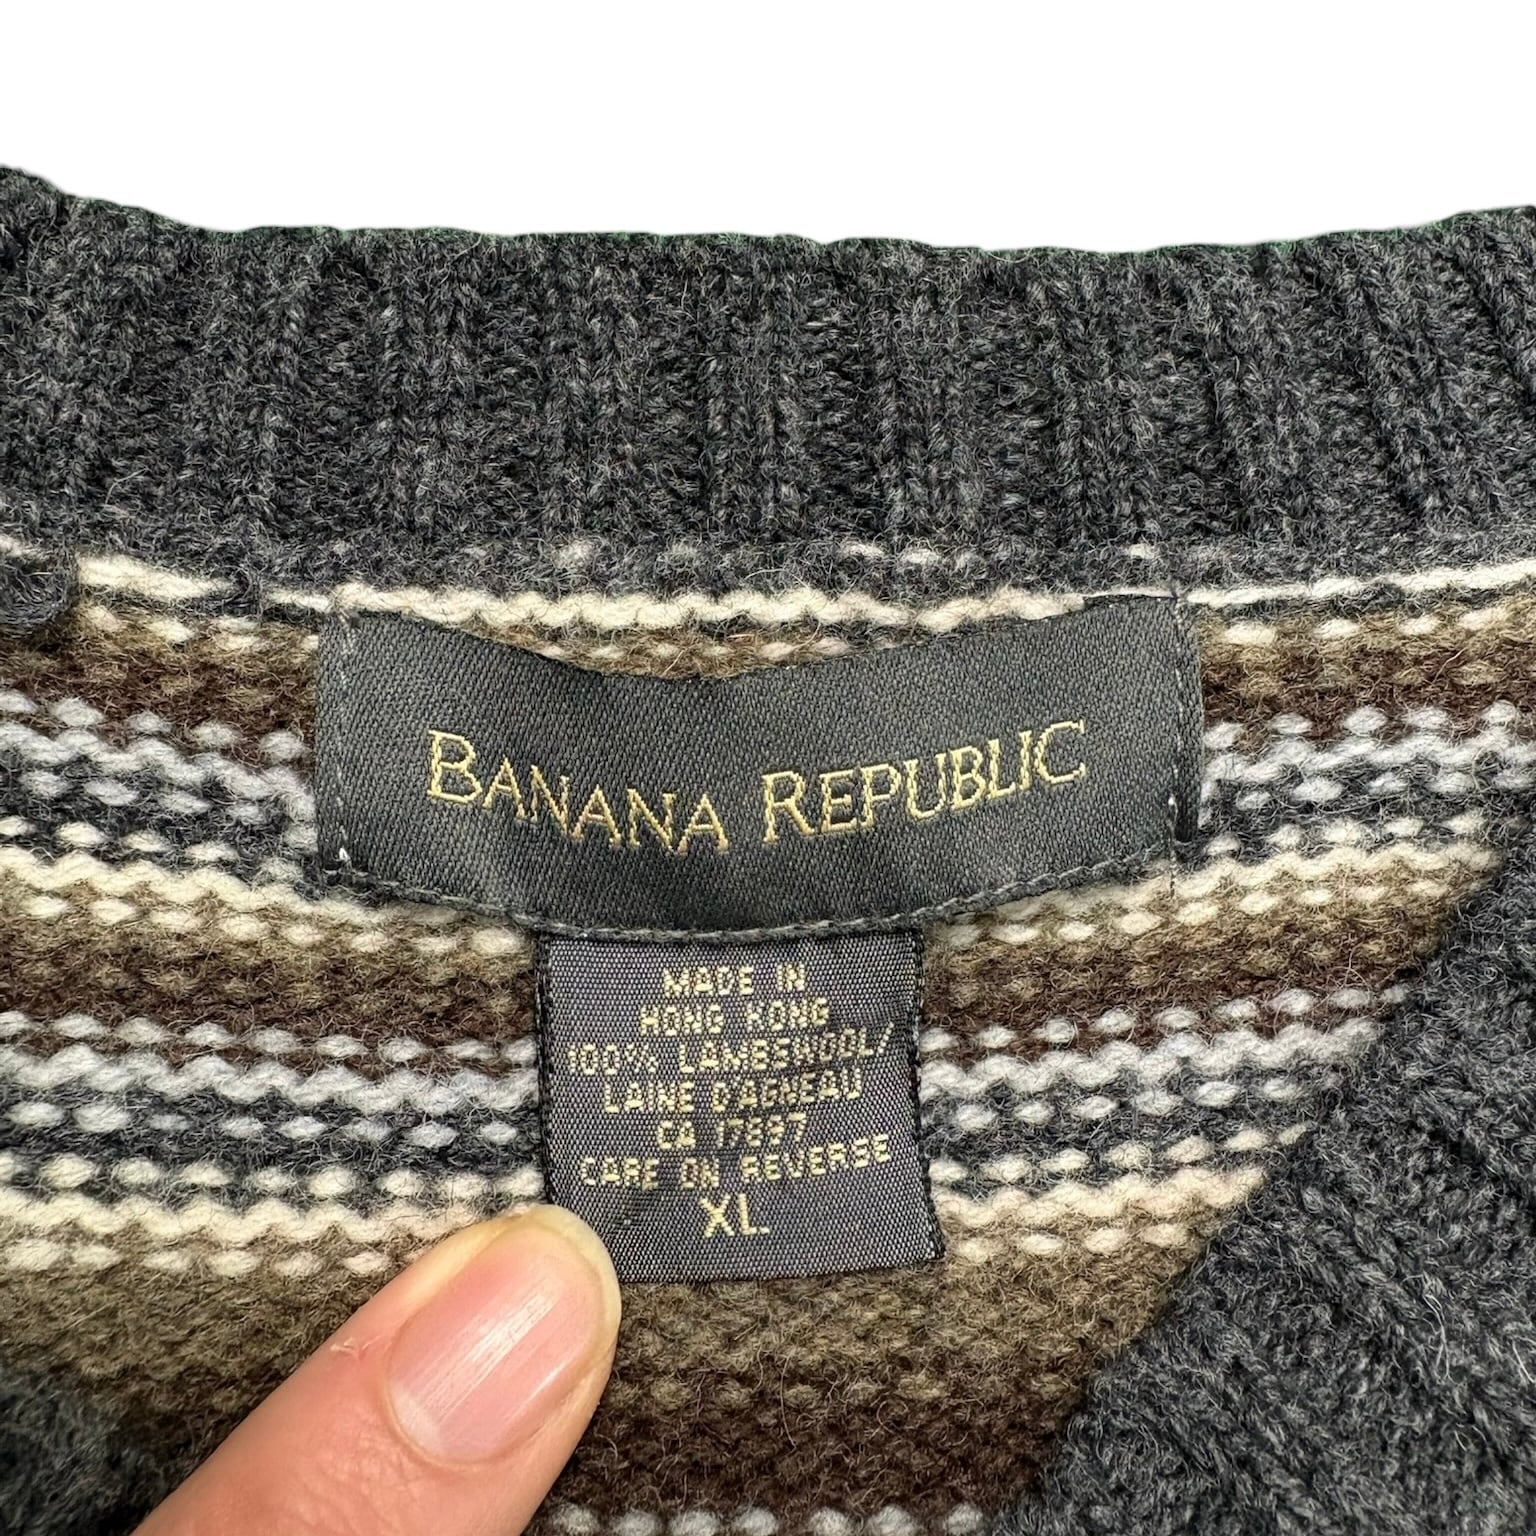 BANANA REPUBLIC
MADE IN
HONG KONG
100% LAMBSWOOL/
LAINE D'AGNEAU
CA 17897
CARE ON REVERSE
XL